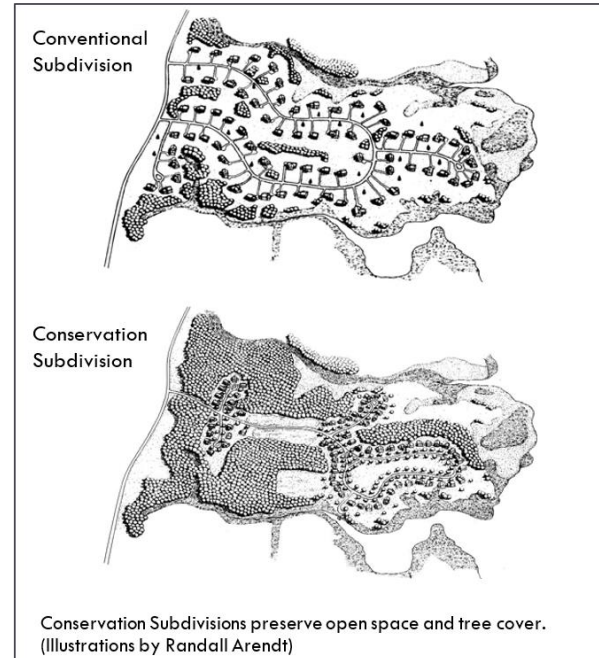 Conventional
Subdivision
Conservation
Subdivision
Conservation Subdivisions preserve open space and tree cover.
(Illustrations by Randall Arendt)